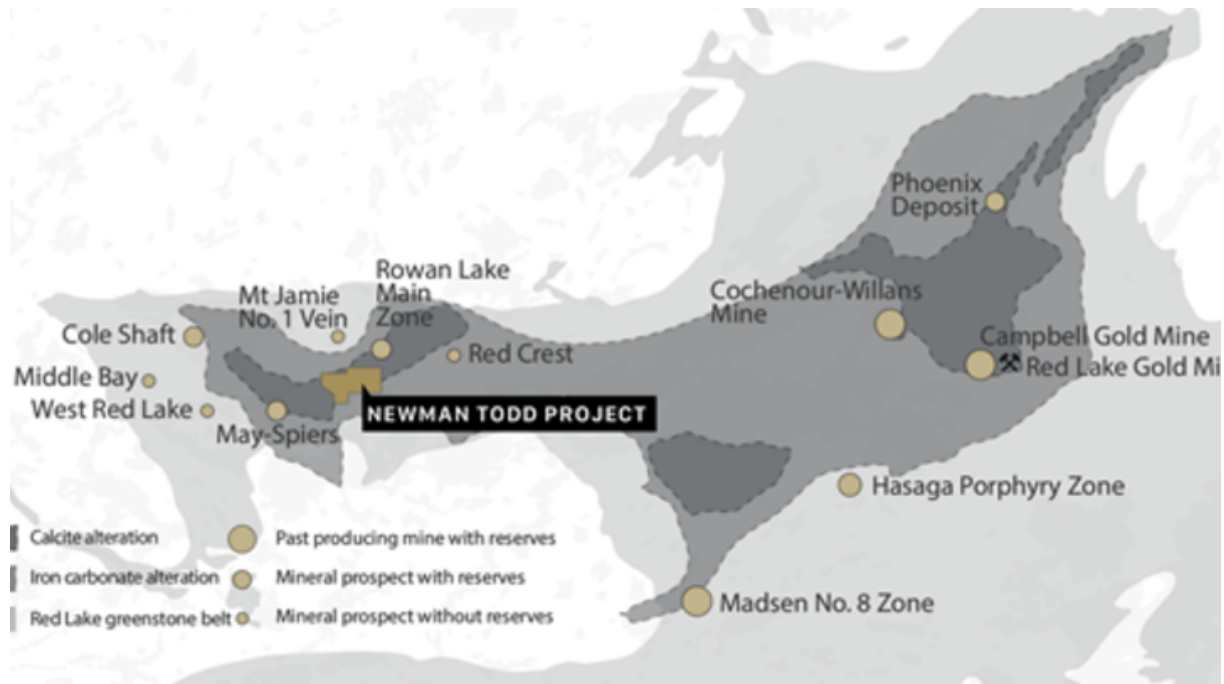 Phoenix
Deposit
Rowan Lake
Main
Zone
Mt Jamie
No. 1 Vein
Cochenour-Willans
Mine
Cole Shaft
Red Crest
Campbell Gold Mine
Red Lake Gold Mi
Middle Bay
West Red Lake
NEWMAN TODD PROJECT
May-Spiers
Hasaga Porphyry Zone
Calcite alteration
Past producing mine with reserves
Iron carbonate alteration
Mineral prospect with reserves
Red Lake greenstone belt
Mineral prospect without reserves
Madsen No. 8 Zone